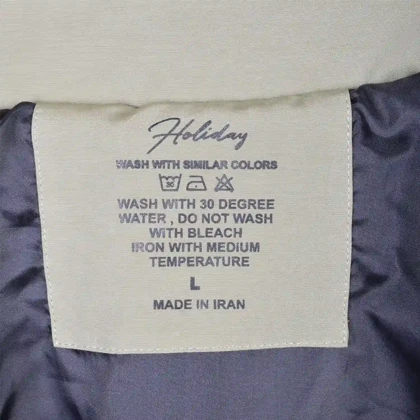 Holiday
WASH WITH SIMILAR COLORS
30
WASH WITH 30 DEGREE
WATER , DO NOT WASH
WITH BLEACH
IRON WITH MEDIUM
TEMPERATURE
L
MADE IN IRAN